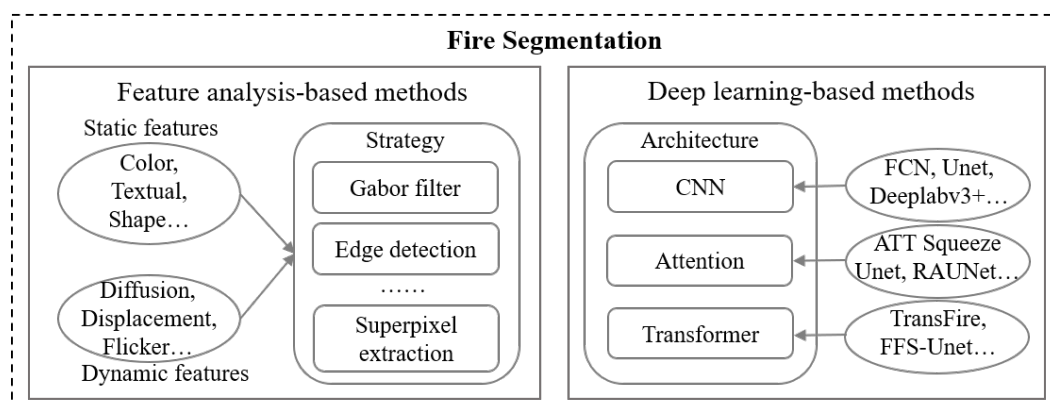 Fire Segmentation
Feature analysis-based methods
Static features
Color,
Textual,
Shape…
Diffusion,
Displacement,
Flicker…
Dynamic features
Strategy
Gabor filter
Edge detection
……
Superpixel
extraction
Deep learning-based methods
Architecture
CNN
Attention
Transformer
FCN, Unet,
Deeplabv3+…
ATT Squeeze
Unet, RAUNet…
TransFire,
FFS-Unet…